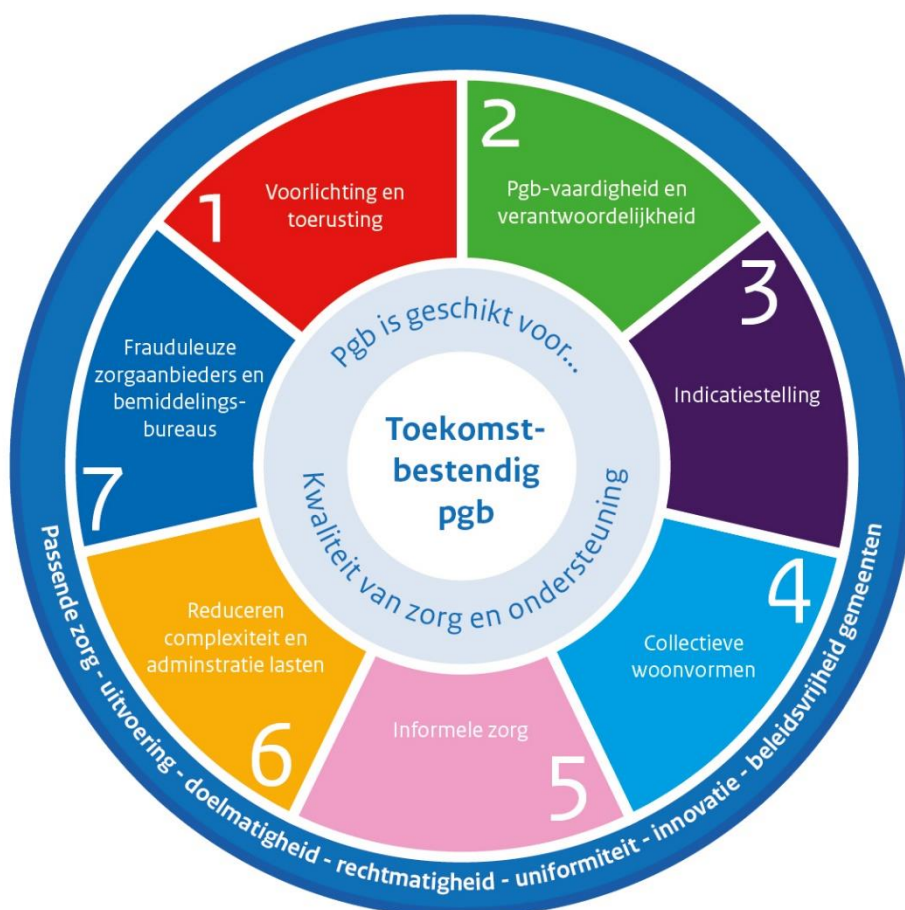 1
Voorlichting en
toerusting
2
Pgb-vaardigheid en
verantwoordelijkheid
3
Indicatiestelling
4
Collectieve
woonvormen
5
Informele zorg
6
Reduceren
complexiteit en
adminstratie lasten
7
Frauduleuze
zorgaanbieders en
bemiddelings-
bureaus
Pgb is geschikt voor...
Toekomst-
bestendig
pgb
Kwaliteit van zorg en ondersteuning
Passende zorg - uitvoering - doelmatigheid - rechtmatigheid - uniformiteit - innovatie - beleidsvrijheid gemeenten